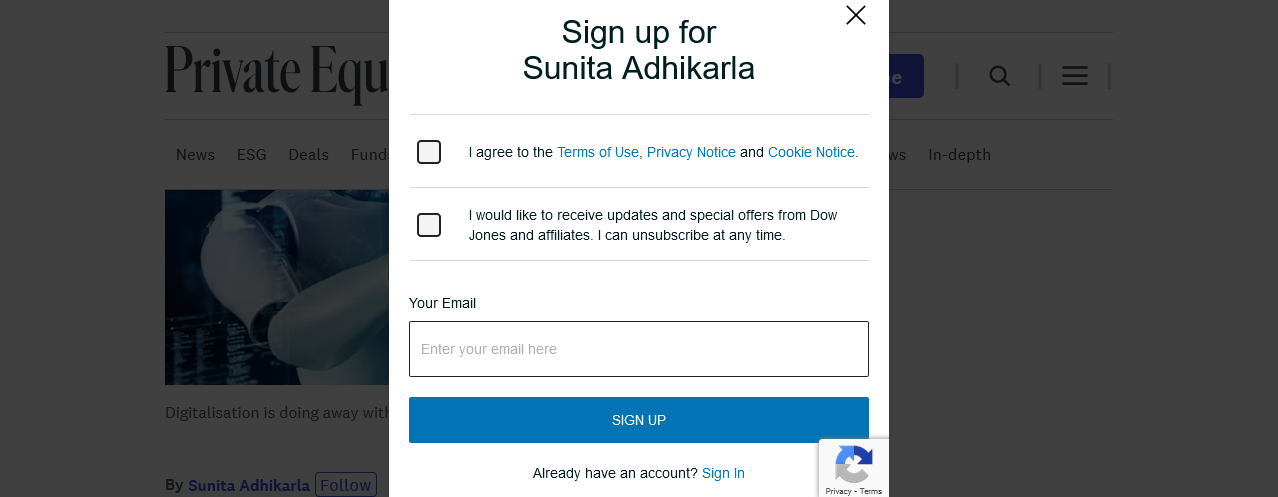 Sign up for
Sunita Adhikarla
Private Equ
e
News ESG Deals Fund ws In-depth
I agree to the Terms of Use, Privacy Notice and Cookie Notice.
I would like to receive updates and special offers from Dow
Jones and affiliates. I can unsubscribe at any time.
Your Email
Enter your email here
SIGN UP
Digitalisation is doing away with
Already have an account? Sign In
By Sunita Adhikarla Follow
Privacy - Terms